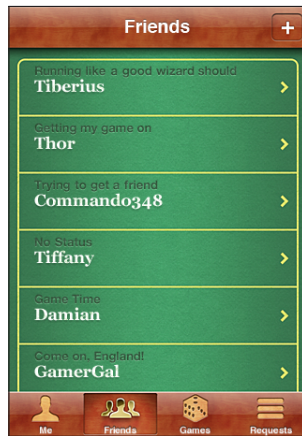 Friends
+
Running like a good wizard should
Tiberius
Getting my game on
Thor
Trying to get a friend
Commando348
No Status
Tiffany
Game Time
Damian
Come on, England!
GamerGal
Me Friends Games Requests